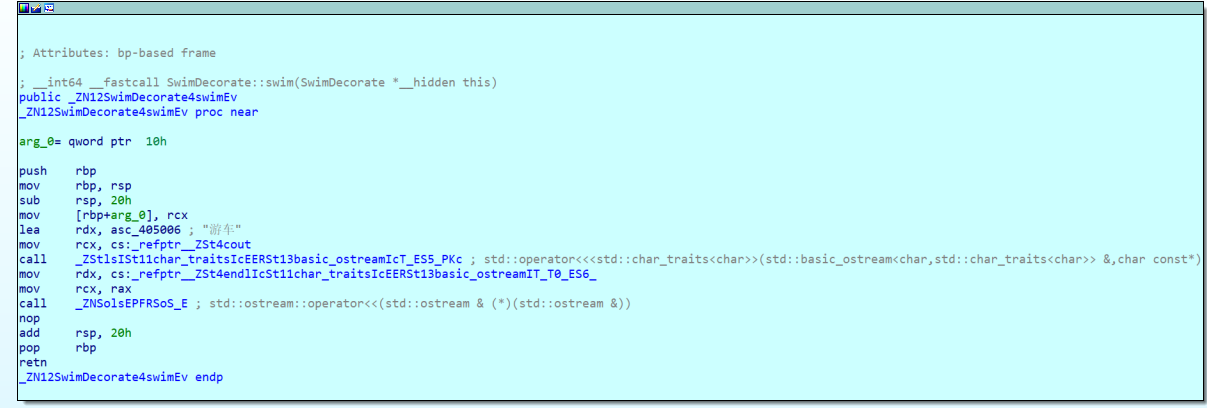 ; Attributes: bp-based frame
; __int64 __fastcall SwimDecorate::swim(SwimDecorate *__hidden this)
public _ZN12SwimDecorate4swimEv
_ZN12SwimDecorate4swimEv proc near
arg_0= qword ptr  10h
push    rbp
mov     rbp, rsp
sub     rsp, 20h
mov     [rbp+arg_0], rcx
lea     rdx, asc_405006 ; "游车"
mov     rcx, cs:_refptr__ZSt4cout
call    _ZStlsISt11char_traitsIcEERSt13basic_ostreamIcT_ES5_PKc ; std::operator<<<std::char_traits<char>>(std::basic_ostream<char,std::char_traits<char>> &,char const*)
mov     rdx, cs:_refptr__ZSt4endlIcSt11char_traitsIcEERSt13basic_ostreamIT_T0_ES6_
mov     rcx, rax
call    _ZNSolsEPFRSoS_E ; std::ostream::operator<<(std::ostream & (*)(std::ostream &))
nop
add     rsp, 20h
pop     rbp
retn
_ZN12SwimDecorate4swimEv endp